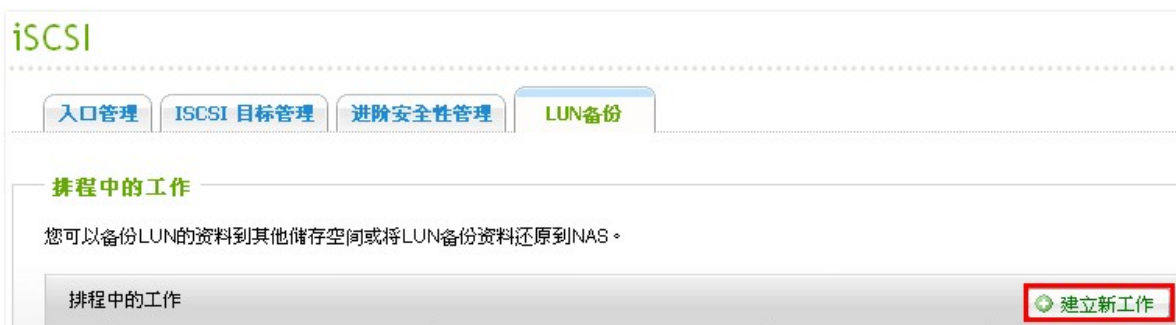 iSCSI
入口管理 ISCSI 目标管理 进阶安全性管理 LUN备份
排程中的工作
您可以备份LUN的资料到其他储存空间或将LUN备份资料还原到NAS。
排程中的工作 建立新工作